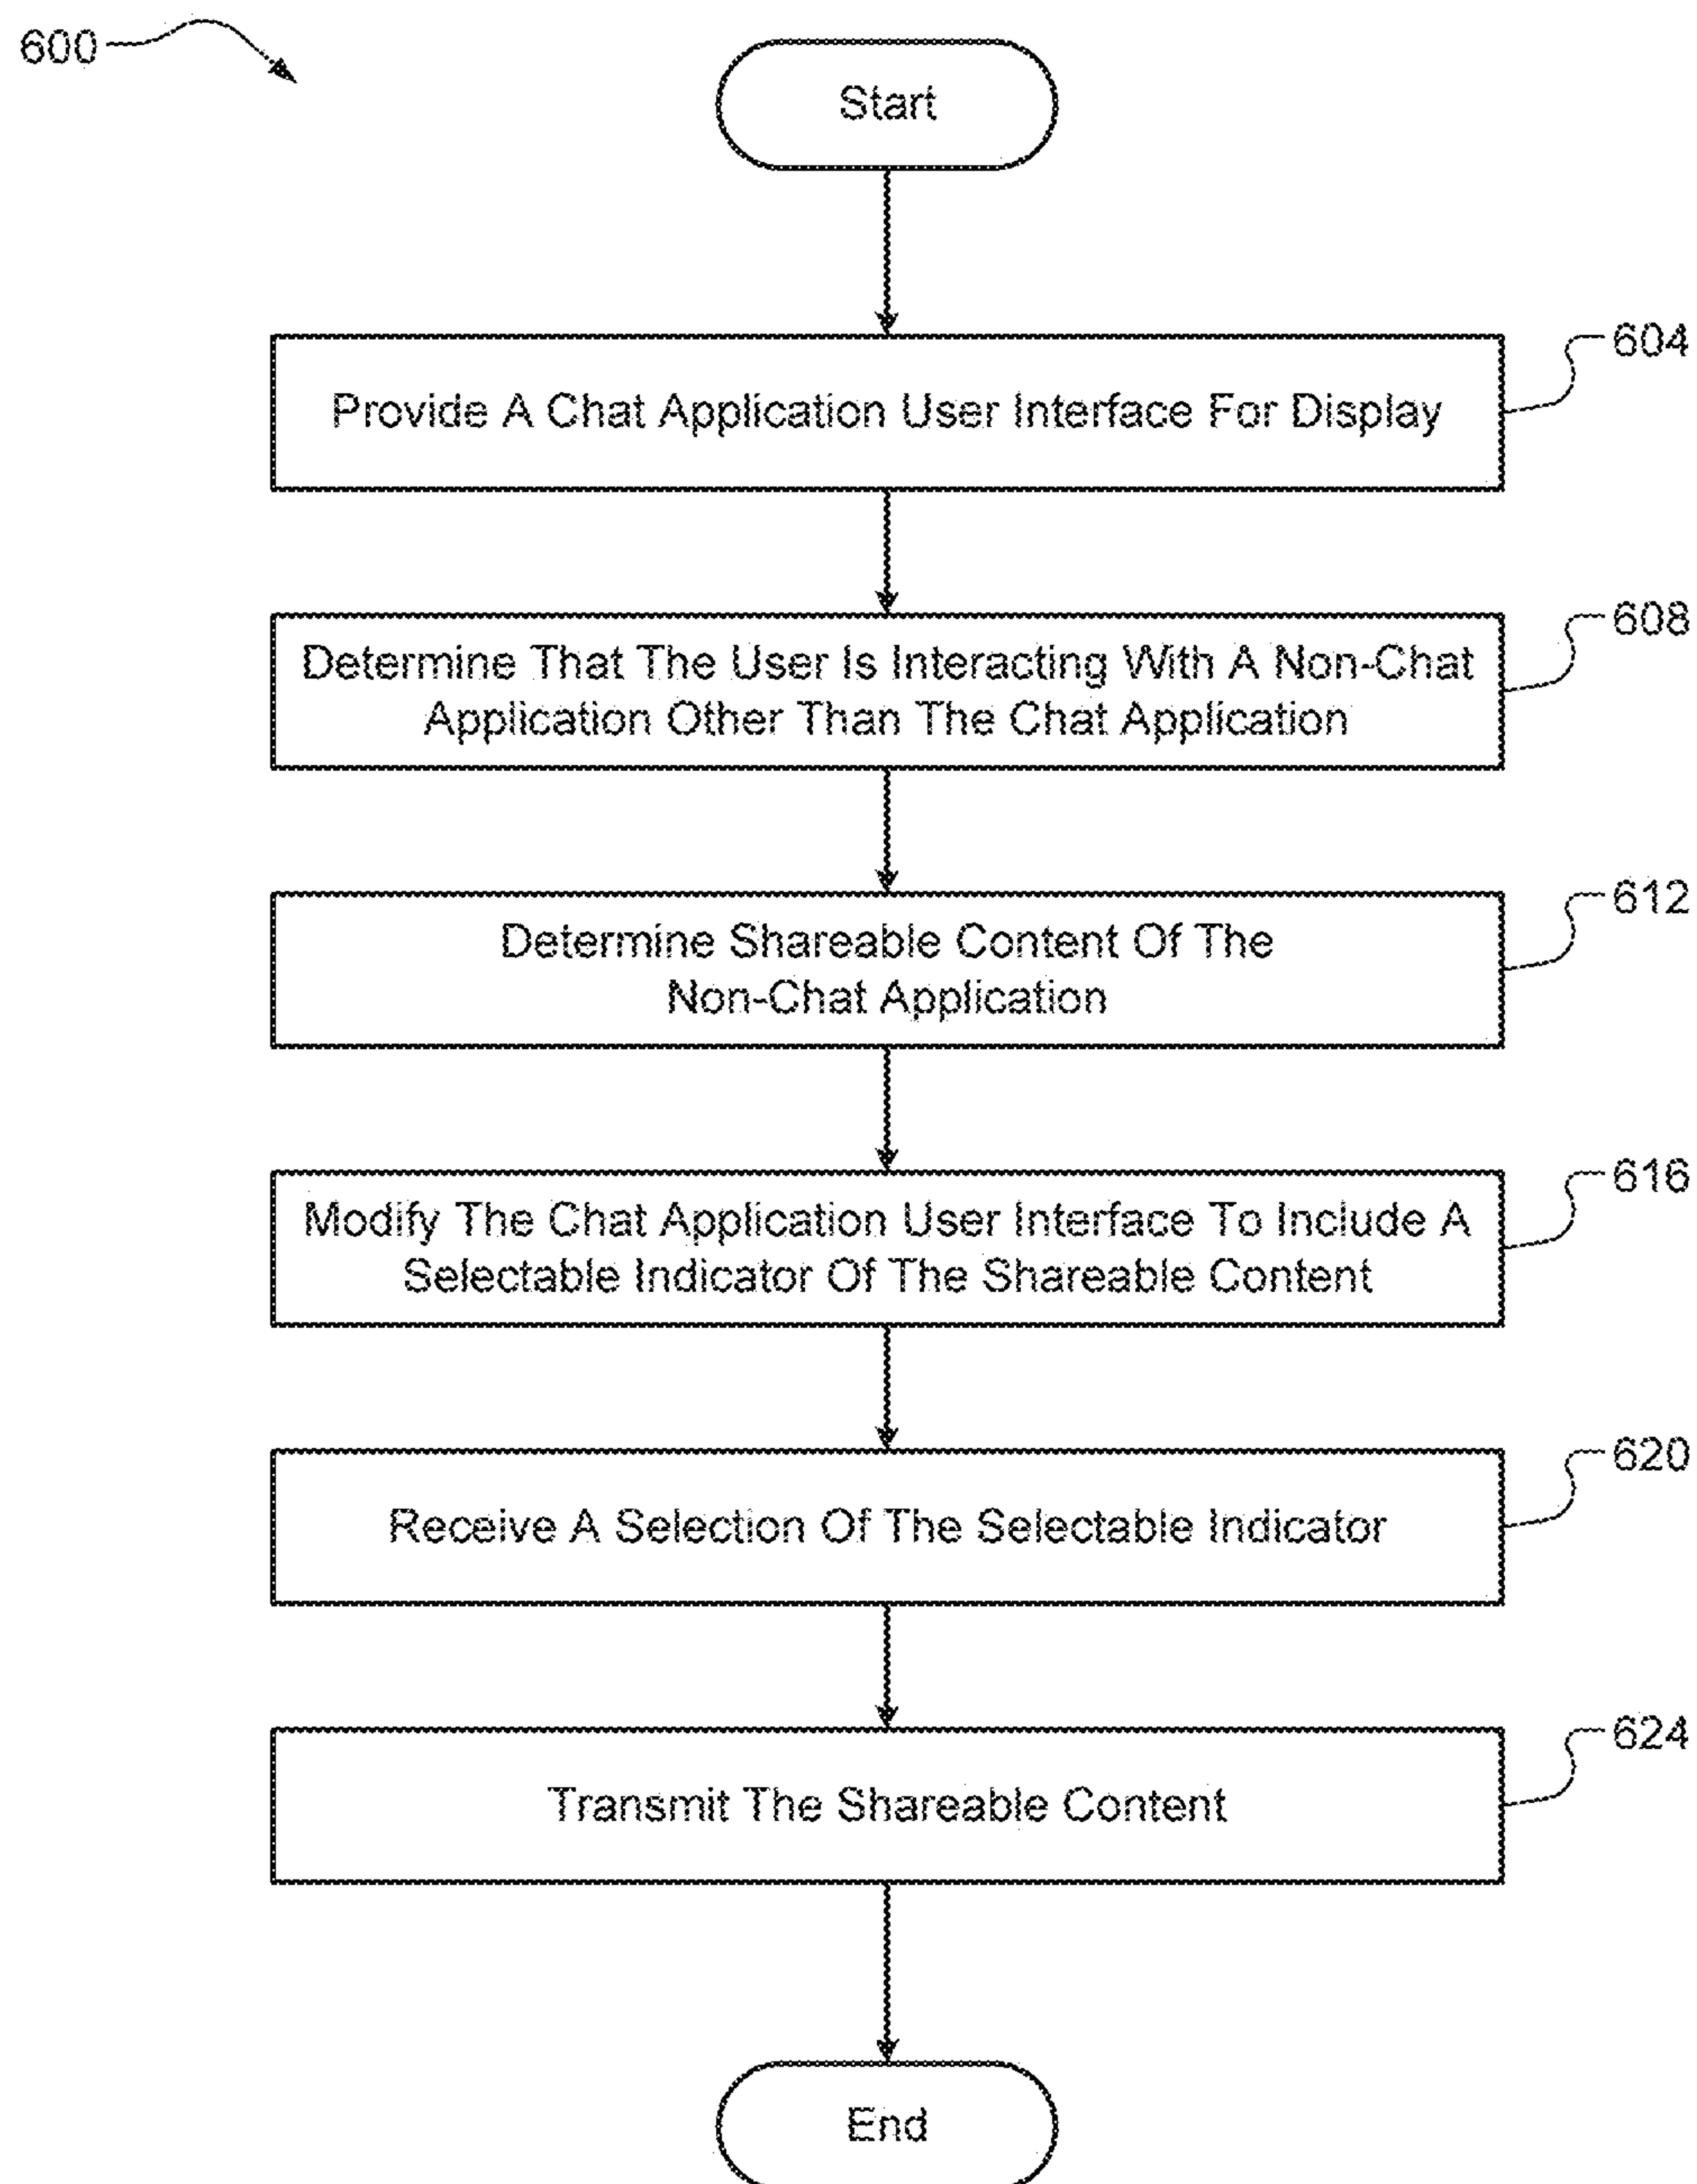 600
Start
Provide A Chat Application User Interface For Display
604
Determine That The User Is Interacting With A Non-Chat
Application Other Than The Chat Application
608
Determine Shareable Content Of The
Non-Chat Application
612
Modify The Chat Application User Interface To Include A
Selectable Indicator Of The Shareable Content
616
Receive A Selection Of The Selectable Indicator
620
Transmit The Shareable Content
624
End